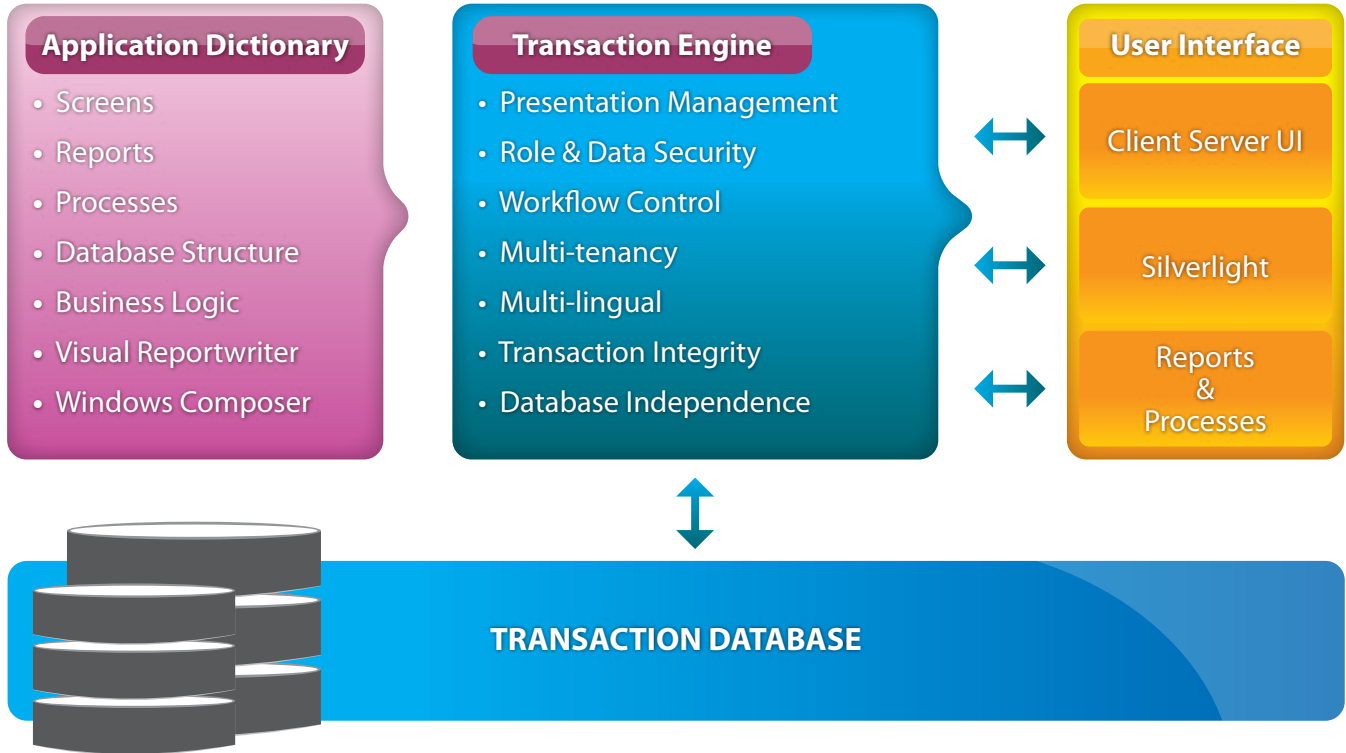 Application Dictionary
• Screens
• Reports
• Processes
• Database Structure
• Business Logic
• Visual Reportwriter
• Windows Composer
Transaction Engine
• Presentation Management
• Role & Data Security
• Workflow Control
• Multi-tenancy
• Multi-lingual
• Transaction Integrity
• Database Independence
User Interface
Client Server UI
Silverlight
Reports
&
Processes
TRANSACTION DATABASE